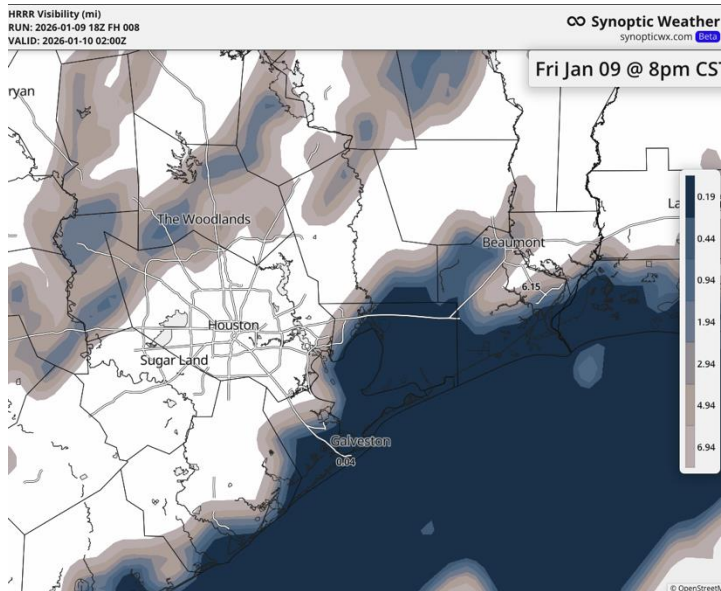 HRRR Visibility (mi)
RUN: 2026-01-09 18Z FH 008
VALID: 2026-01-10 02:00Z
Synoptic Weather
synopticwx.com Beta
Fri Jan 09 @ 8pm CST
ryan
The Woodlands
La
Beaumont
6.15
Houston
Sugar Land
Galveston
0.04
0.19
0.44
0.94
1.94
2.94
4.94
6.94
© OpenStreetM